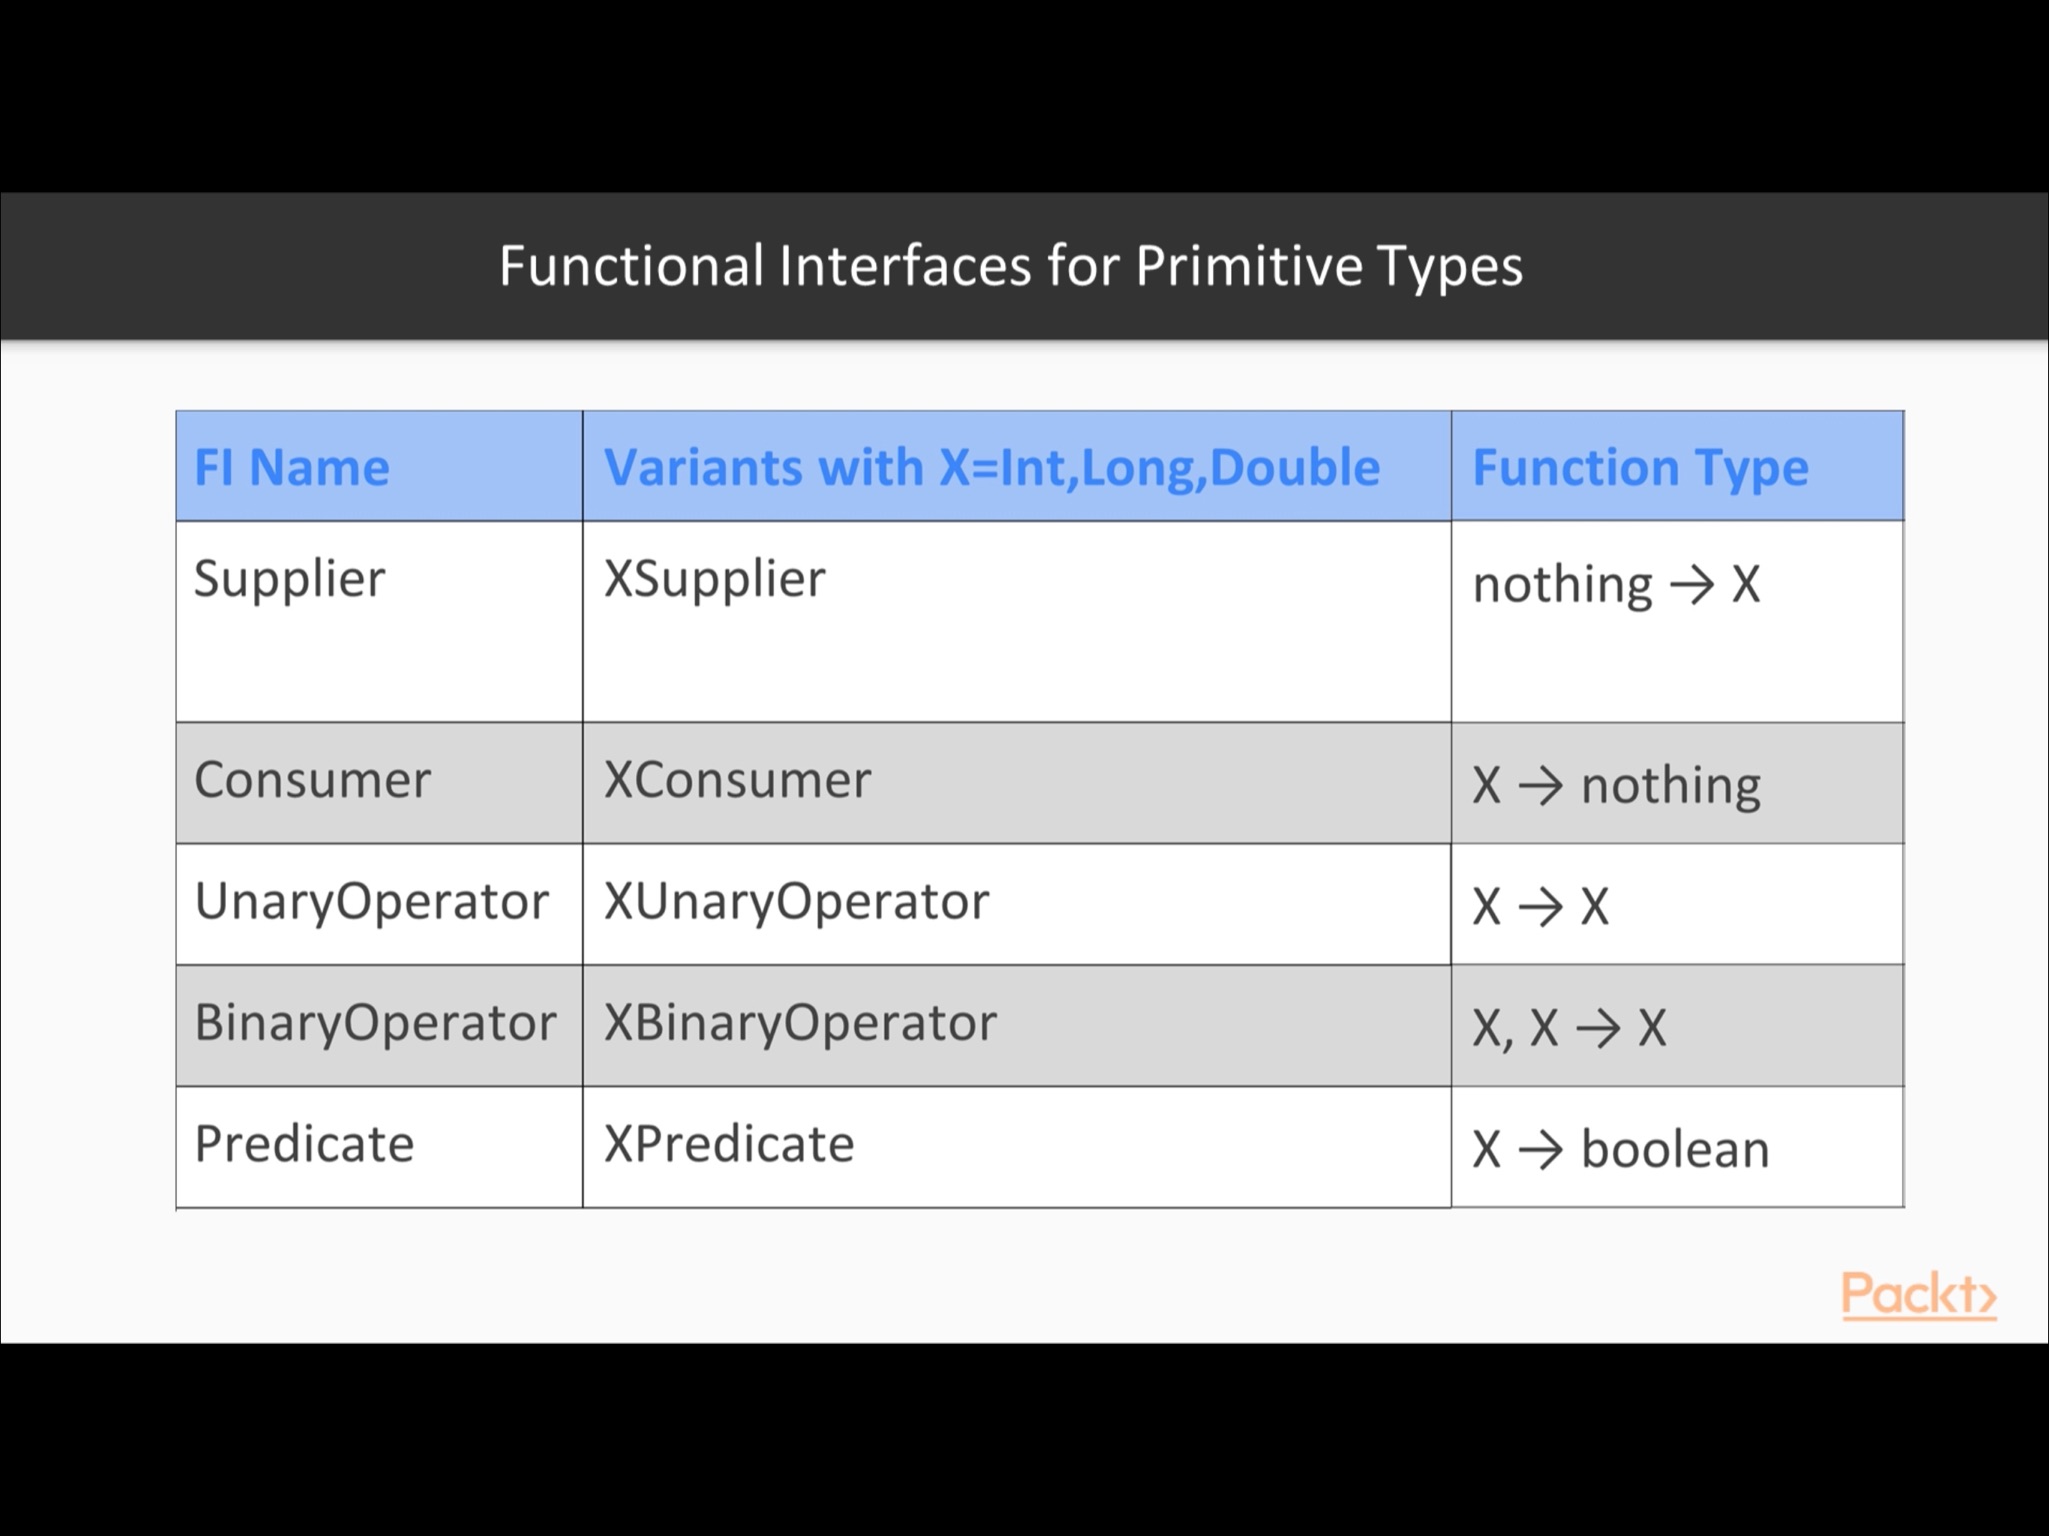 Functional Interfaces for Primitive Types
FI Name Variants with X=Int,Long,Double Function Type
Supplier XSupplier nothing → X
Consumer XConsumer X → nothing
UnaryOperator XUnaryOperator X → X
BinaryOperator XBinaryOperator X, X → X
Predicate XPredicate X → boolean
Packt>